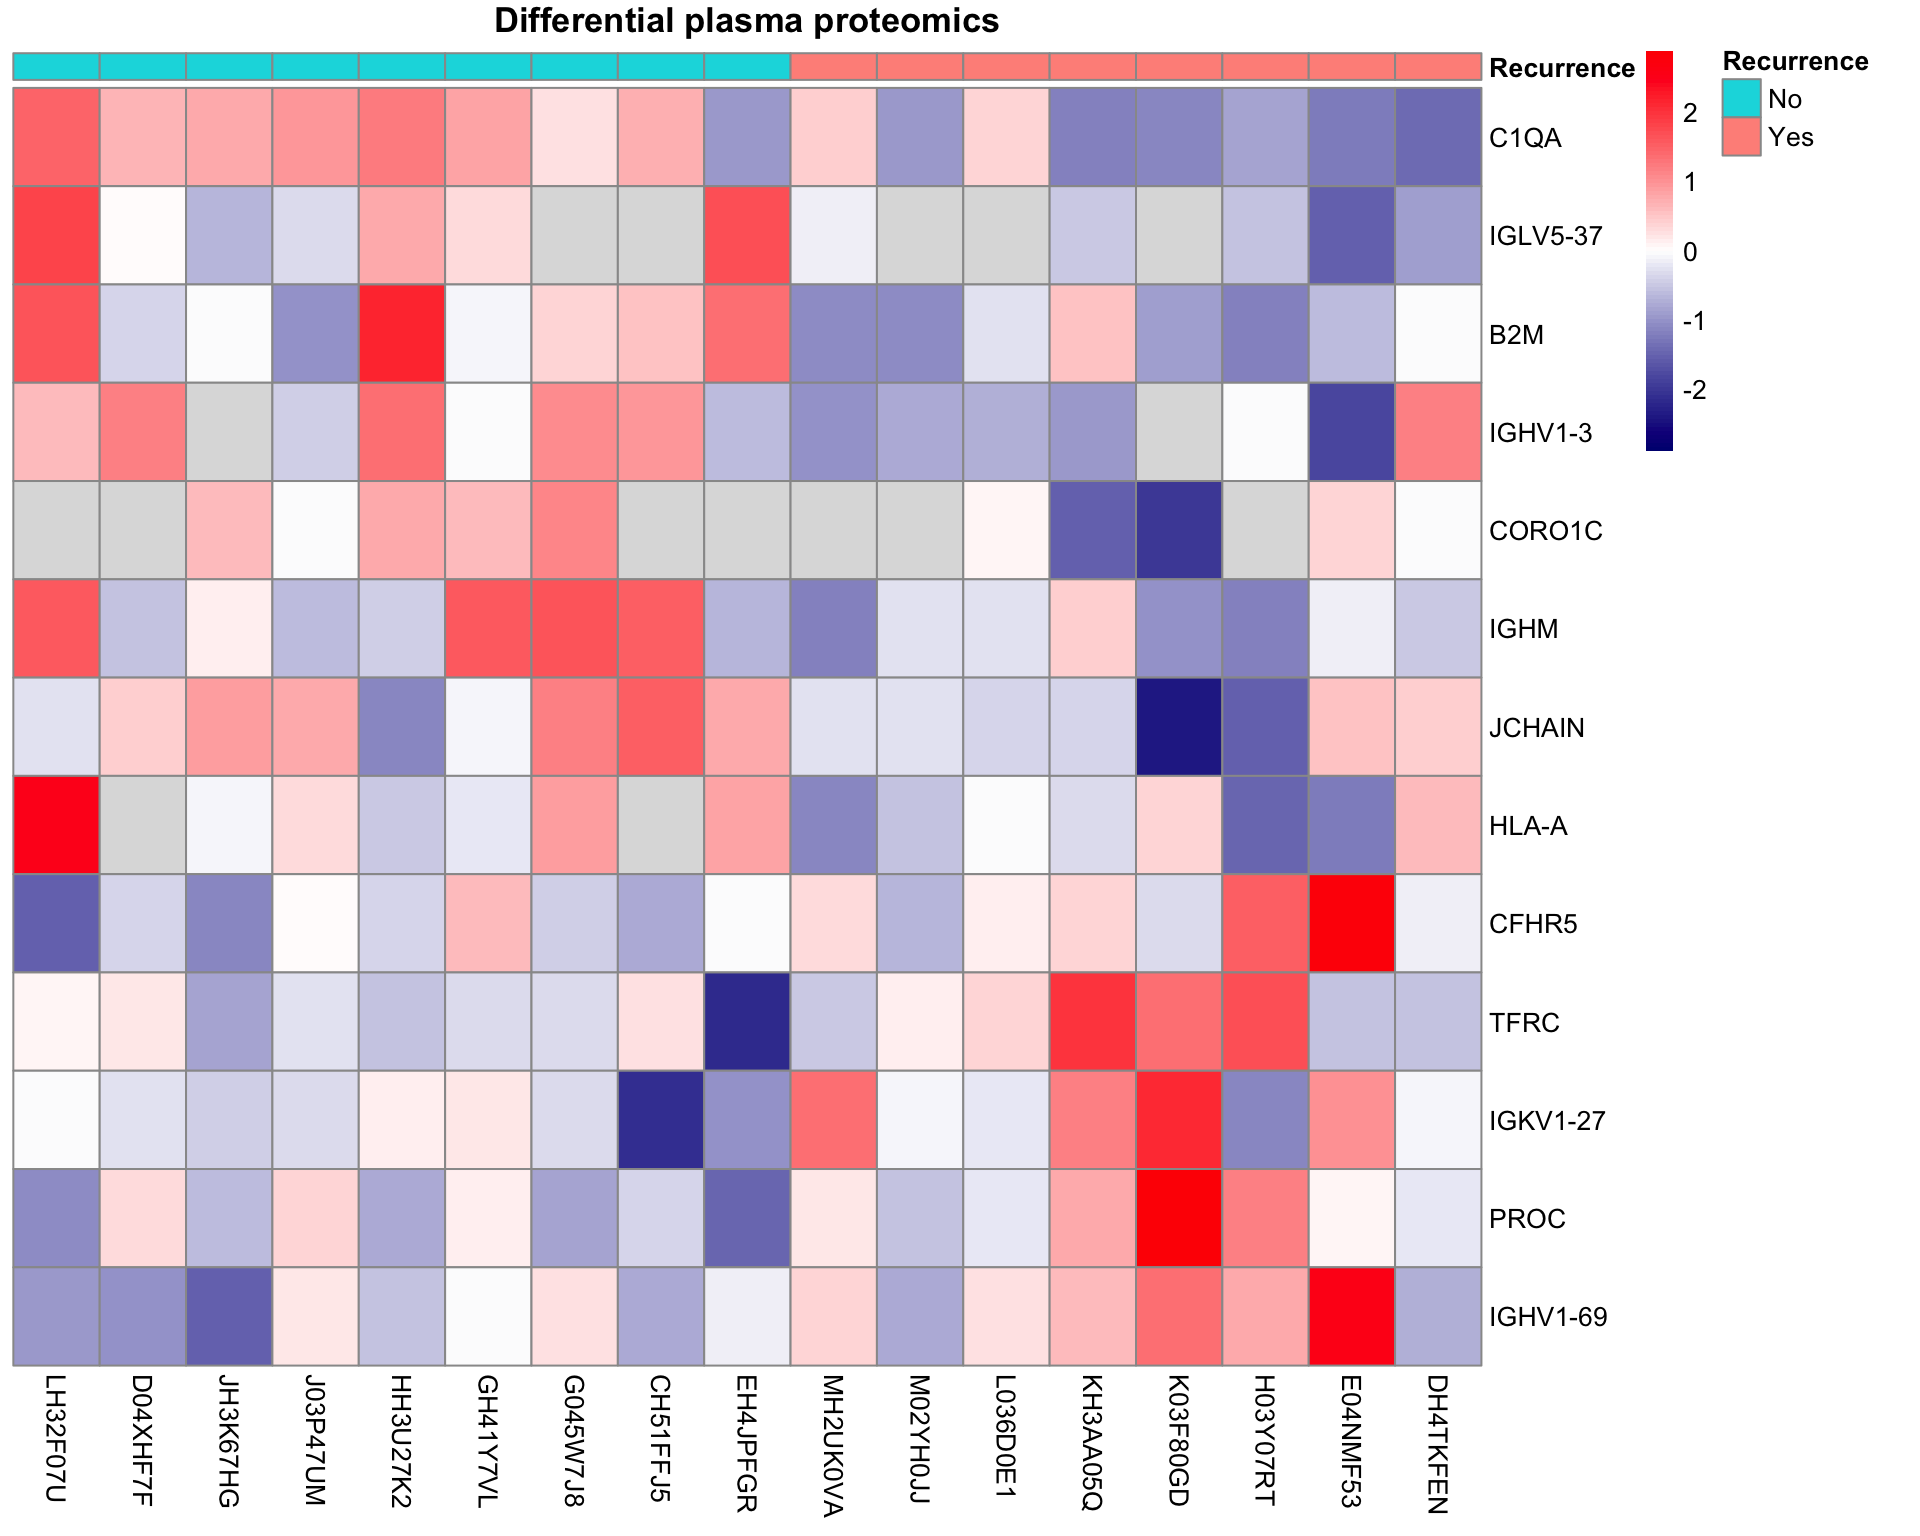 Differential plasma proteomics
Recurrence
C1QA
IGLV5-37
B2M
IGHV1-3
CORO1C
IGHM
JCHAIN
HLA-A
CFHR5
TFRC
IGKV1-27
PROC
IGHV1-69
2
1
0
-1
-2
Recurrence
No
Yes
LH32F07U
D04XHF7F
JH3K67HG
J03P47UM
HH3U27K2
GH41Y7VL
G045W7J8
CH51FFJ5
EH4JPFGR
MH2UK0VA
M02YH0JJ
L036D0E1
KH3AA05Q
K03F80GD
H03Y07RT
E04NMF53
DH4TKFEN